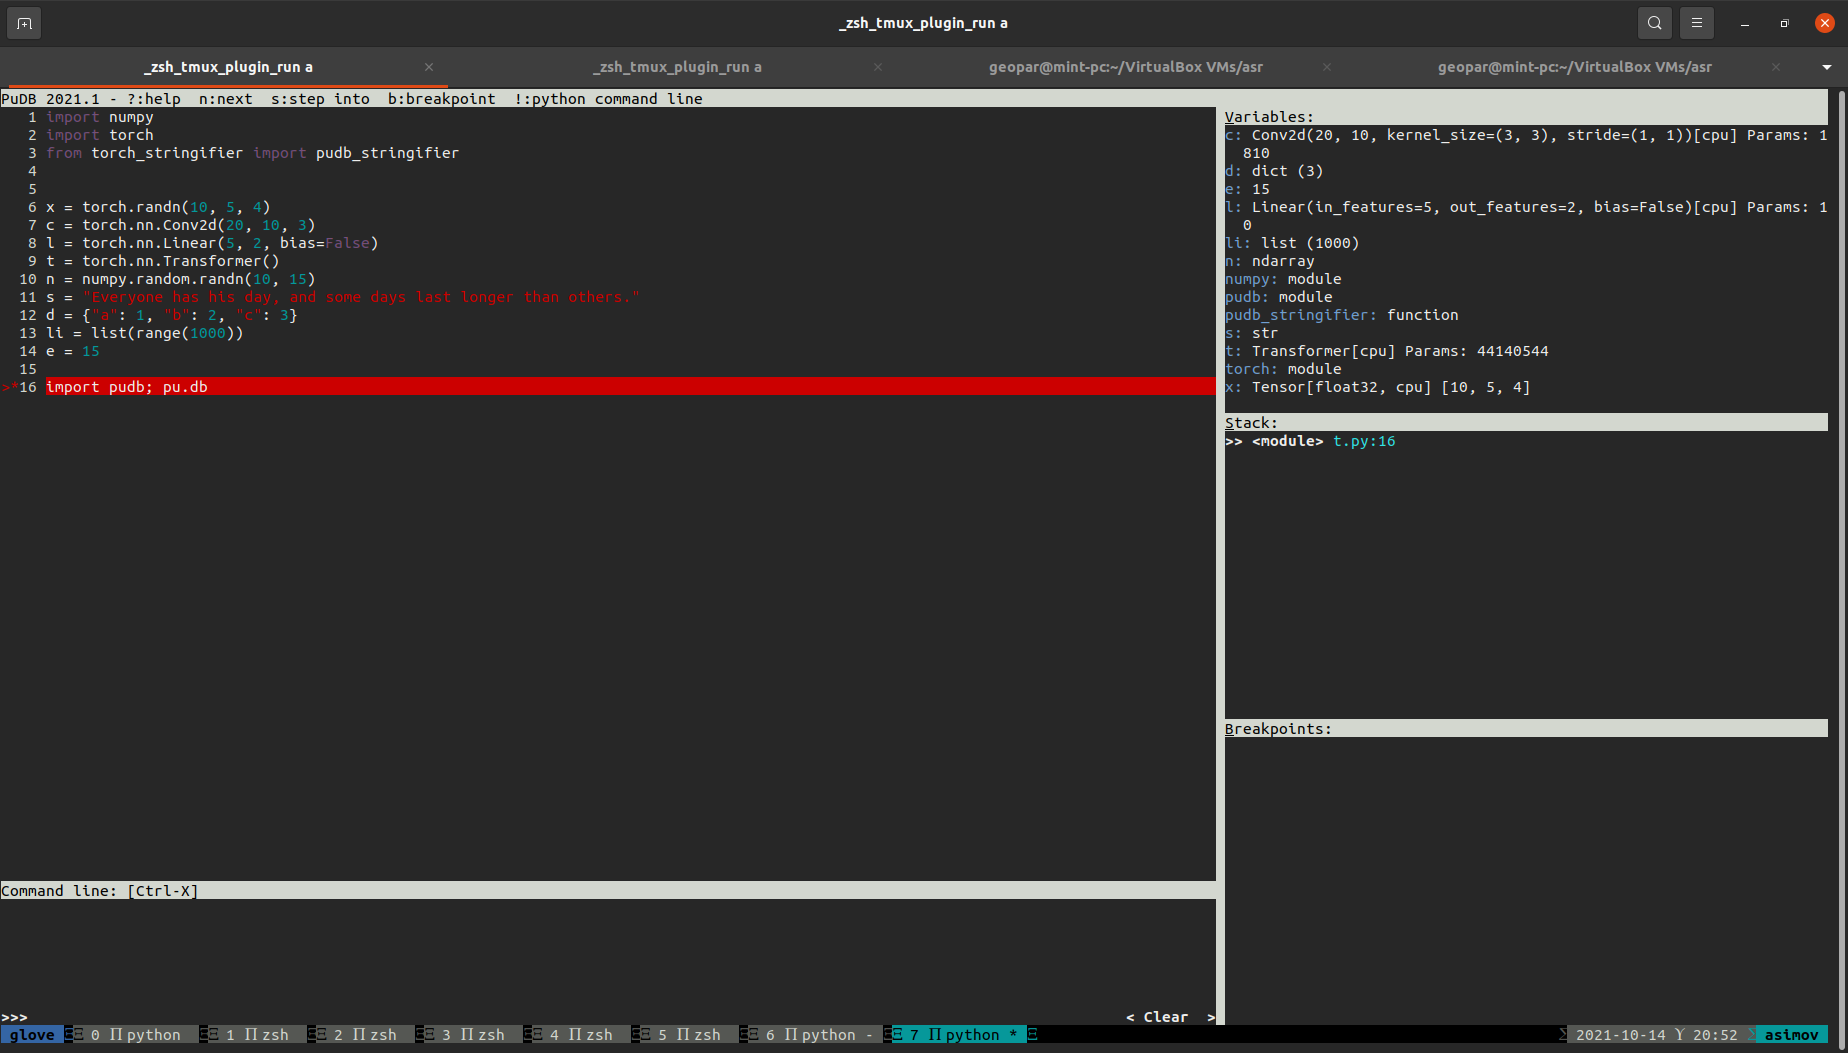 _zsh_tmux_plugin_run a
_zsh_tmux_plugin_run a
_zsh_tmux_plugin_run a
geopar@mint-pc:~/VirtualBox VMs/asr
geopar@mint-pc:~/VirtualBox VMs/asr
PuDB 2021.1 - ?:help  n:next  s:step into  b:breakpoint  !:python command line
1 import numpy
2 import torch
3 from torch_stringifier import pudb_stringifier
4
5
6 x = torch.randn(10, 5, 4)
7 c = torch.nn.Conv2d(20, 10, 3)
8 l = torch.nn.Linear(5, 2, bias=False)
9 t = torch.nn.Transformer()
10 n = numpy.random.randn(10, 15)
11 s = "Everyone has his day, and some days last longer than others."
12 d = {"a": 1, "b": 2, "c": 3}
13 li = list(range(1000))
14 e = 15
15
>*16 import pudb; pu.db
Variables:
c: Conv2d(20, 10, kernel_size=(3, 3), stride=(1, 1))[cpu] Params: 1
810
d: dict (3)
e: 15
l: Linear(in_features=5, out_features=2, bias=False)[cpu] Params: 1
0
li: list (1000)
n: ndarray
numpy: module
pudb: module
pudb_stringifier: function
s: str
t: Transformer[cpu] Params: 44140544
torch: module
x: Tensor[float32, cpu] [10, 5, 4]
Stack:
>> <module> t.py:16
Breakpoints:
Command line: [Ctrl-X]
>>>
< Clear  >
glove Ξ 0 Π python Ξ 1 Π zsh Ξ 2 Π zsh Ξ 3 Π zsh Ξ 4 Π zsh Ξ 5 Π zsh Ξ 6 Π python - Ξ 7 Π python * Ξ
Σ 2021-10-14 Υ 20:52 Σ asimov